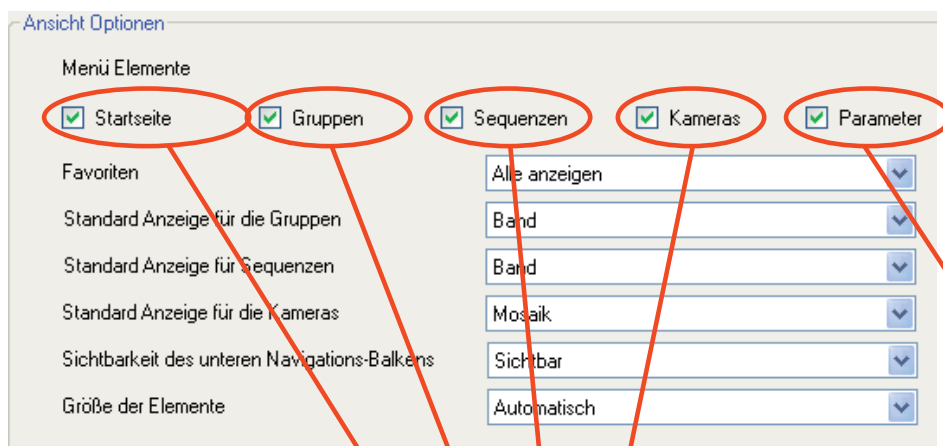 Ansicht Optionen
Menü Elemente
Startseite Gruppen Sequenzen Kameras Parameter
Favoriten Alle anzeigen
Standard Anzeige für die Gruppen Band
Standard Anzeige für Sequenzen Band
Standard Anzeige für die Kameras Mosaik
Sichtbarkeit des unteren Navigations-Balkens Sichtbar
Größe der Elemente Automatisch